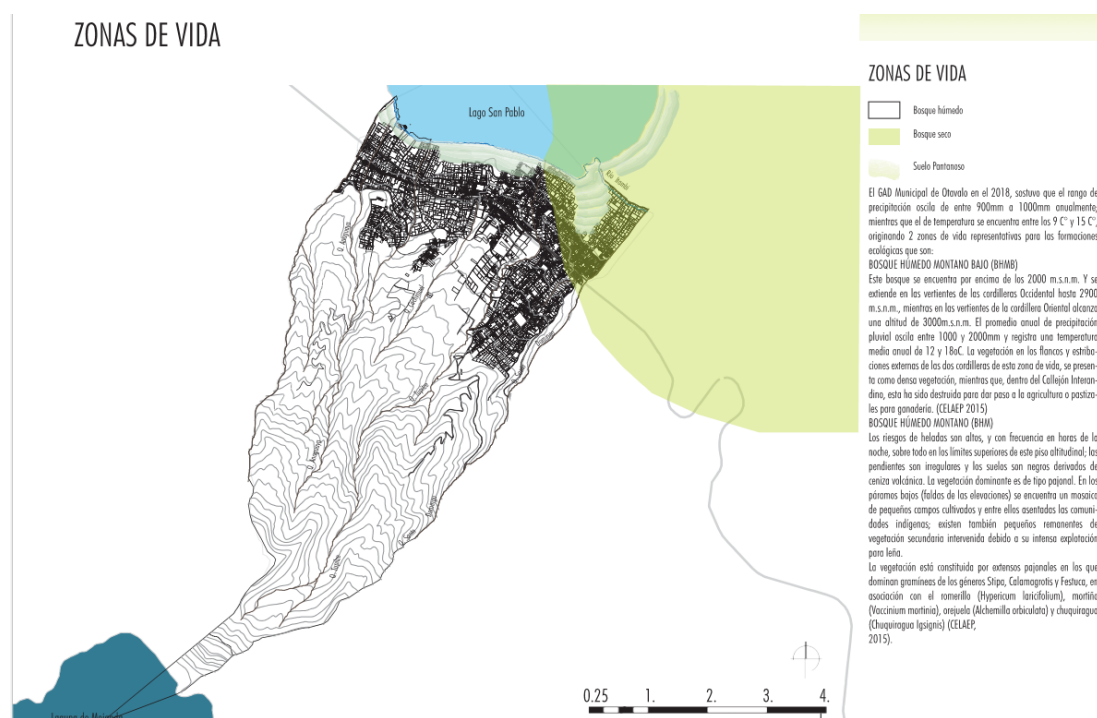 ZONAS DE VIDA
Lago San Pablo
Laguna de Mojanda
0.25 1. 2. 3. 4.
ZONAS DE VIDA
Bosque húmedo
Bosque seco
Suelo Pantanoso
El GAD Municipal de Otavalo en el 2018, sostuvo que el rango de
precipitación oscila de entre 900mm a 1000mm anualmente;
mientras que el de temperatura se encuentra entre los 9 C° y 15 C°,
originando 2 zonas de vida representativas para las formaciones
ecológicas que son:
BOSQUE HÚMEDO MONTANO BAJO (BHMB)
Este bosque se encuentra por encima de los 2000 m.s.n.m. Y se
extiende en las vertientes de las cordilleras Occidental hasta 2900
m.s.n.m., mientras en las vertientes de la cordillera Oriental alcanza
una altitud de 3000m.s.n.m. El promedio anual de precipitación
pluvial oscila entre 1000 y 2000mm y registra una temperatura
media anual de 12 y 18oC. La vegetación en los flancos y estriba-
ciones externas de las dos cordilleras de esta zona de vida, se presen-
ta como densa vegetación, mientras que, dentro del Callejón Interan-
dino, esta ha sido destruida para dar paso a la agricultura o pastiza-
les para ganadería. (CELAEP 2015)
BOSQUE HÚMEDO MONTANO (BHM)
Los riesgos de heladas son altos, y con frecuencia en horas de la
noche, sobre todo en los límites superiores de este piso altitudinal; las
pendientes son irregulares y los suelos son negros derivados de
ceniza volcánica. La vegetación dominante es de tipo pajonal. En los
páramos bajos (faldas de las elevaciones) se encuentra un mosaico
de pequeños campos cultivados y entre ellos asentadas las comuni-
dades indígenas; existen también pequeños remanentes de
vegetación secundaria intervenida debido a su intensa explotación
para leña.
La vegetación está constituida por extensos pajonales en los que
dominan gramíneas de los géneros Stipa, Calamagrotis y Festuca, en
asociación con el romerillo (Hypericum laricifolium), mortiño
(Vaccinium mortinia), orejuela (Alchemilla orbiculata) y chuquiragua
(Chuquiragua Igsignis) (CELAEP,
2015).